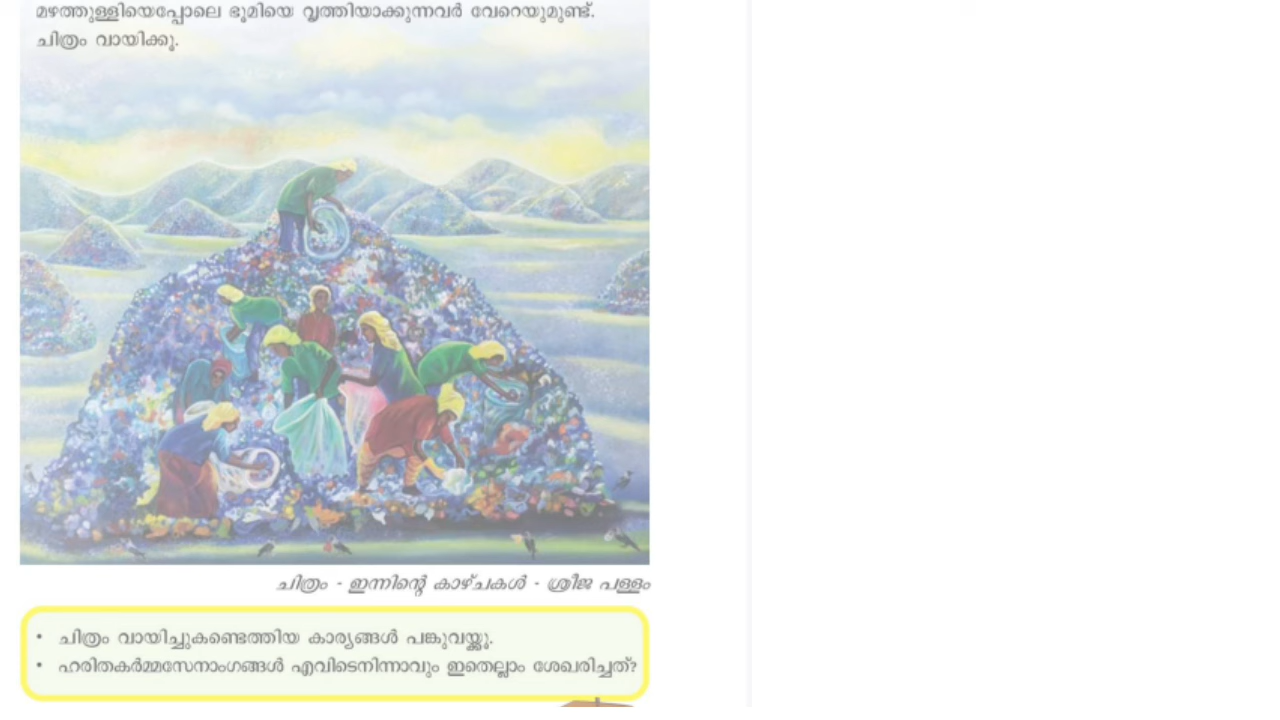 മഴത്തുള്ളിയെപ്പോലെ ഭൂമിയെ വൃത്തിയാക്കുന്നവർ വേറെയുമുണ്ട്.
ചിത്രം വായിക്കൂ.
ചിത്രം - ഇന്നിന്റെ കാഴ്ചകൾ - ശ്രീജ പള്ളം
• ചിത്രം വായിച്ചുകണ്ടെത്തിയ കാര്യങ്ങൾ പങ്കുവയ്ക്കൂ.
• ഹരിതകർമ്മസേനാംഗങ്ങൾ എവിടെനിന്നാവും ഇതെല്ലാം ശേഖരിച്ചത്?